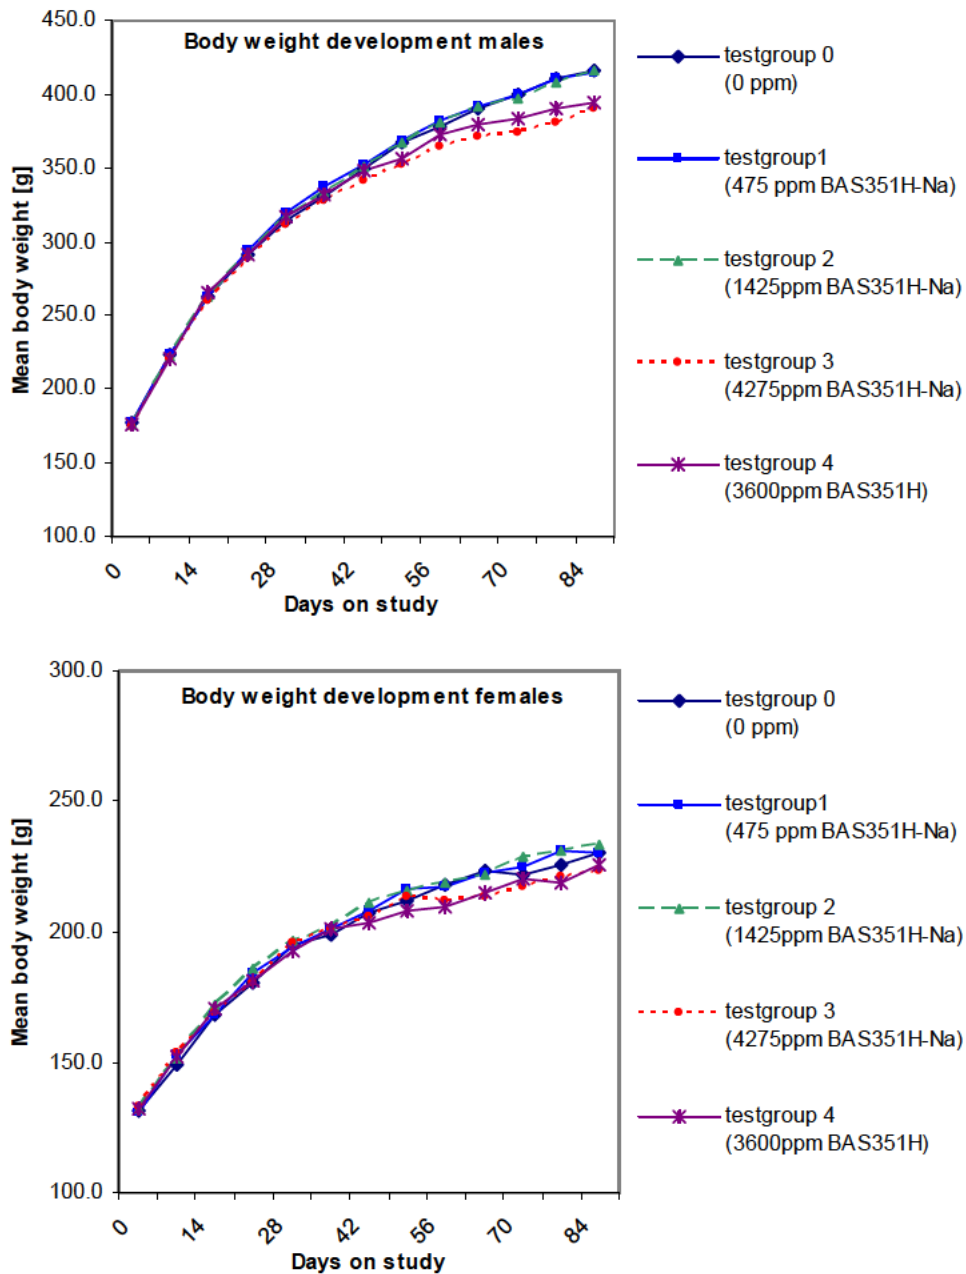 Body weight development males
Mean body weight [g]
450.0
400.0
350.0
300.0
250.0
200.0
150.0
100.0
0
14
28
42
56
70
84
Days on study
testgroup 0
(0 ppm)
testgroup1
(475 ppm BAS351H-Na)
testgroup 2
(1425ppm BAS351H-Na)
testgroup 3
(4275ppm BAS351H-Na)
testgroup 4
(3600ppm BAS351H)
Body weight development females
Mean body weight [g]
300.0
250.0
200.0
150.0
100.0
0
14
28
42
56
70
84
Days on study
testgroup 0
(0 ppm)
testgroup1
(475 ppm BAS351H-Na)
testgroup 2
(1425ppm BAS351H-Na)
testgroup 3
(4275ppm BAS351H-Na)
testgroup 4
(3600ppm BAS351H)